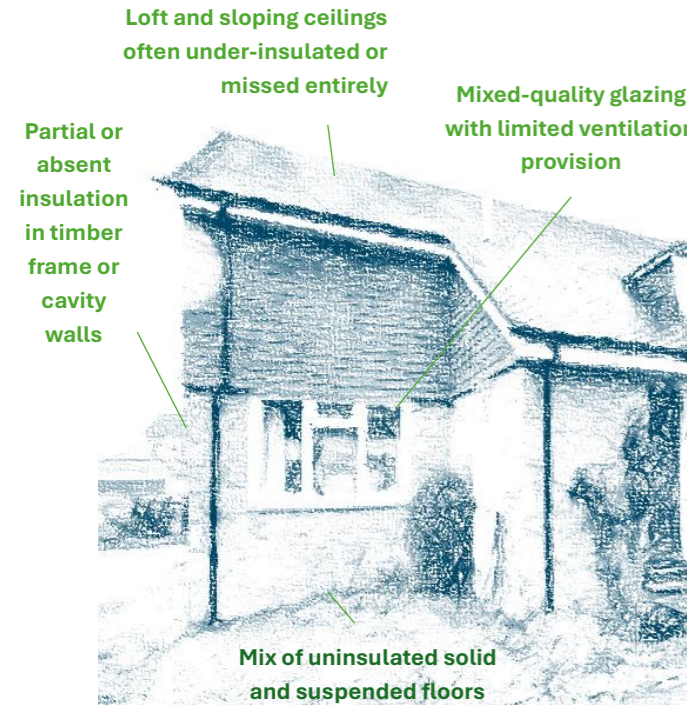 Loft and sloping ceilings
often under-insulated or
missed entirely
Mixed-quality glazing
with limited ventilation
provision
Partial or
absent
insulation
in timber
frame or
cavity
walls
Mix of uninsulated solid
and suspended floors